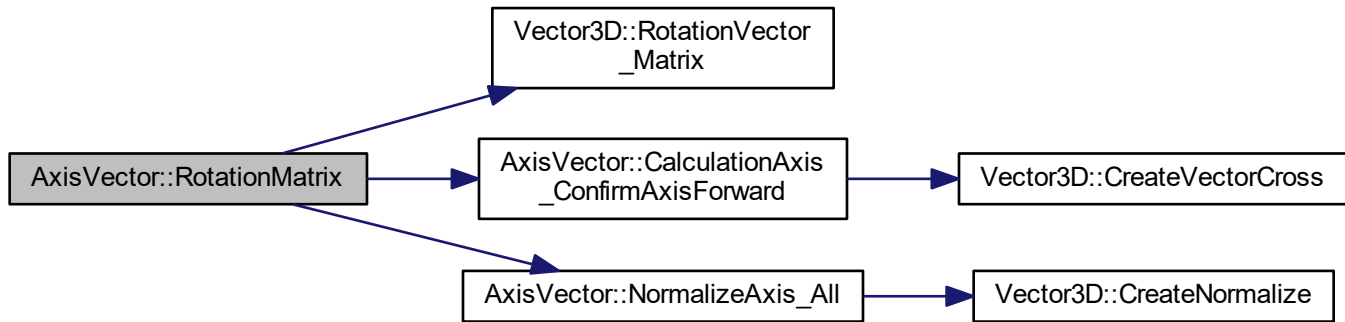 Vector3D::RotationVector
_Matrix
AxisVector::RotationMatrix
AxisVector::CalculationAxis
_ConfirmAxisForward
Vector3D::CreateVectorCross
AxisVector::NormalizeAxis_All
Vector3D::CreateNormalize